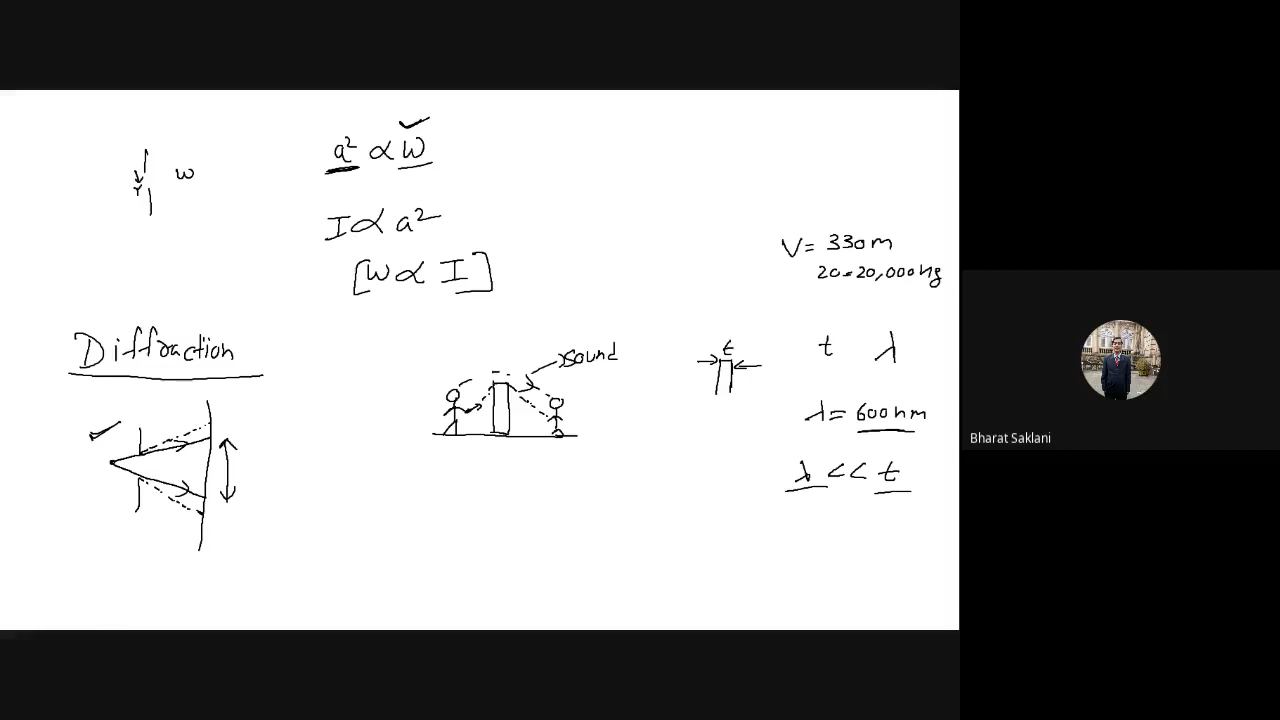 w
a² ∝ w
I ∝ a²
[w ∝ I]
V = 330m
20-20,000Hz
Diffraction
sound
t
t λ
λ = 600nm
λ << t
Bharat Saklani